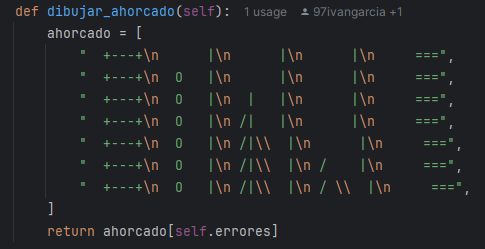 def dibujar_ahorcado(self): 1 usage 97ivangarcia +1
ahorcado = [
"  +---+\n      |\n      |\n      |\n     ===",
"  +---+\n  O   |\n      |\n      |\n     ===",
"  +---+\n  O   |\n  |   |\n      |\n     ===",
"  +---+\n  O   |\n /|   |\n      |\n     ===",
"  +---+\n  O   |\n /|\\  |\n      |\n     ===",
"  +---+\n  O   |\n /|\\  |\n /    |\n     ===",
"  +---+\n  O   |\n /|\\  |\n / \\  |\n     ===",
]
return ahorcado[self.errores]